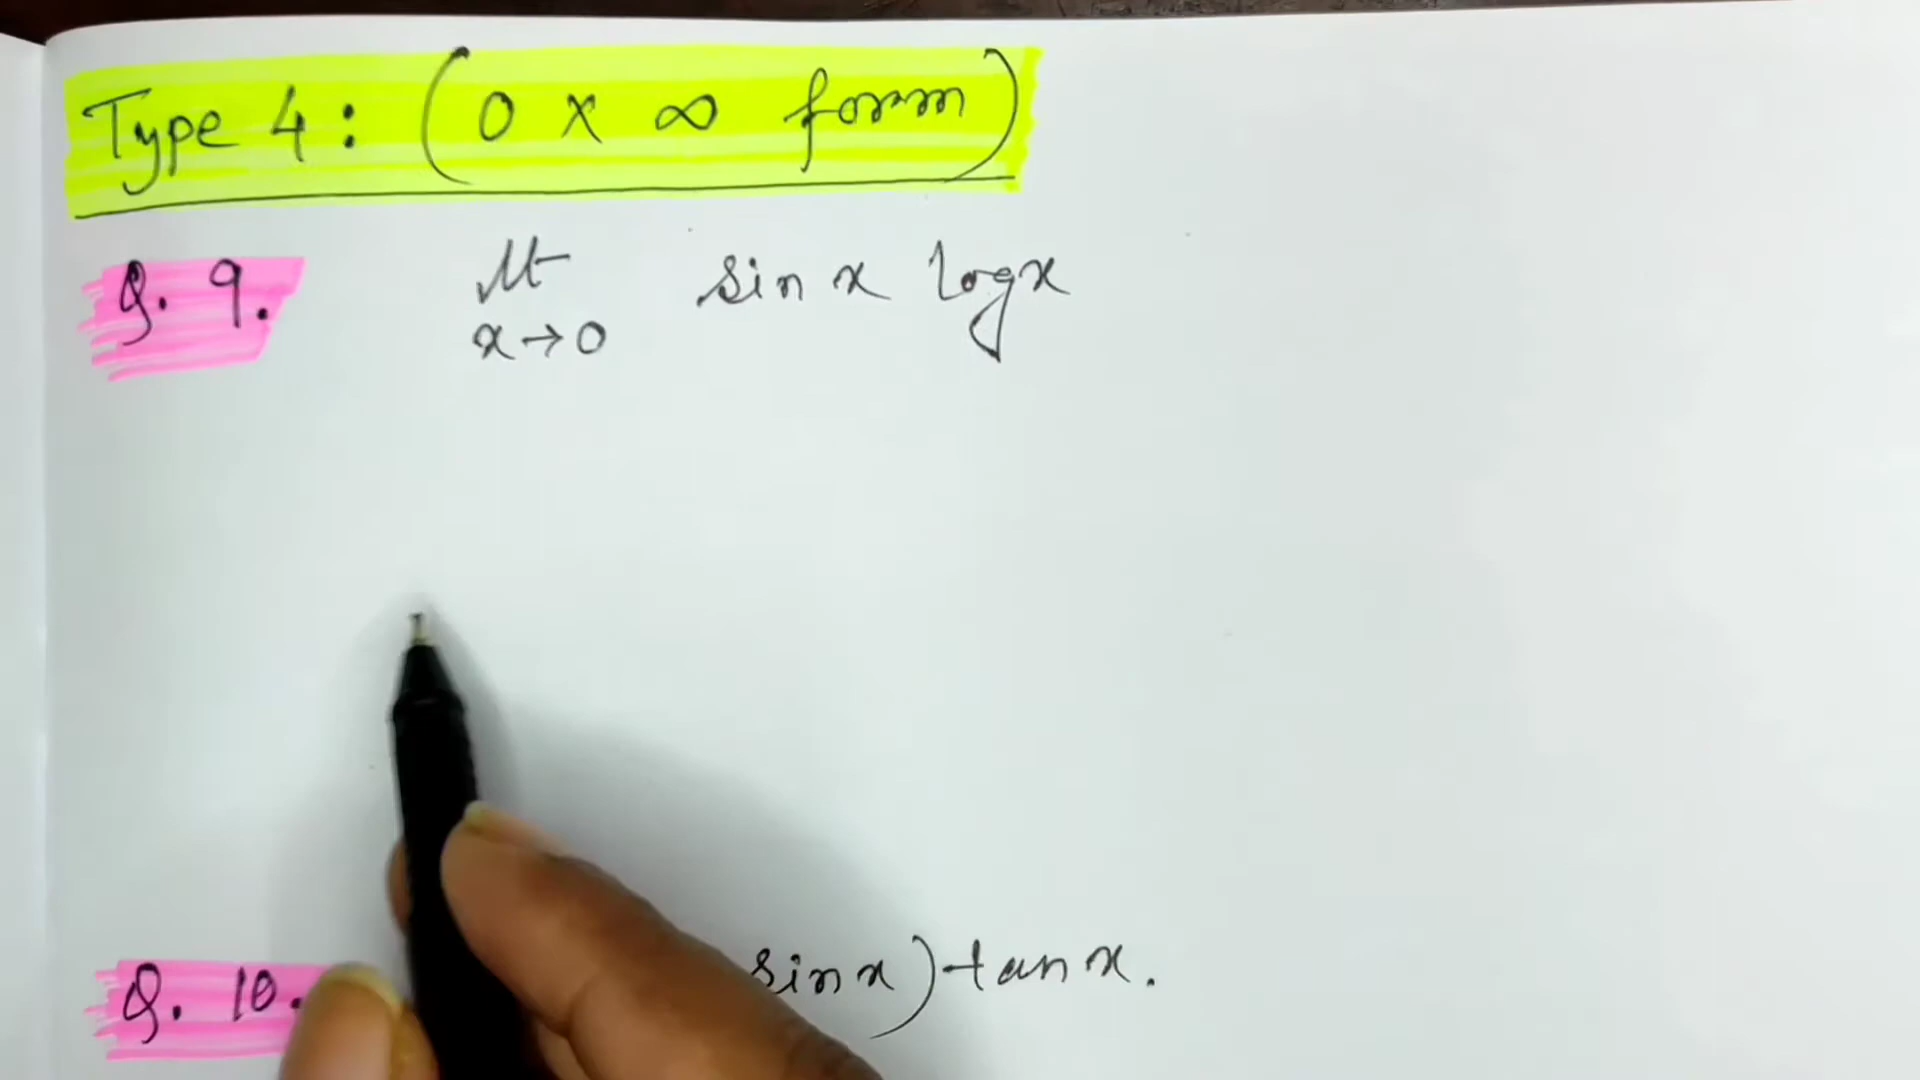 Type 4: (0 x ∞ form)
Q. 9. lt x→0 sin x log x
Q. 10. sin x) tan x.